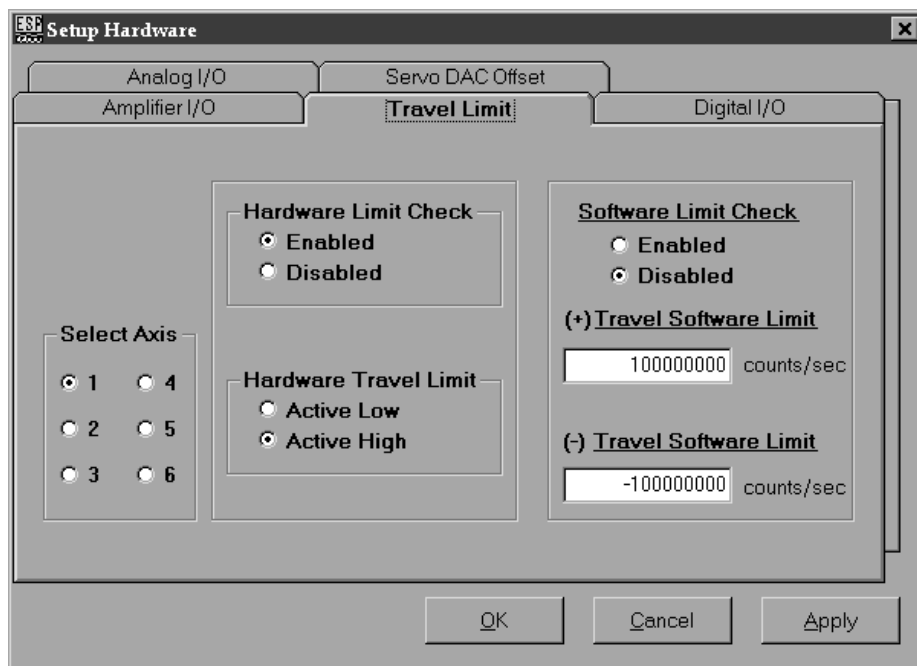 ESP Setup Hardware
Analog I/O Servo DAC Offset
Amplifier I/O Travel Limit Digital I/O
Select Axis
1 4
2 5
3 6
Hardware Limit Check
Enabled
Disabled
Hardware Travel Limit
Active Low
Active High
Software Limit Check
Enabled
Disabled
(+) Travel Software Limit
100000000 counts/sec
(-) Travel Software Limit
-100000000 counts/sec
OK Cancel Apply